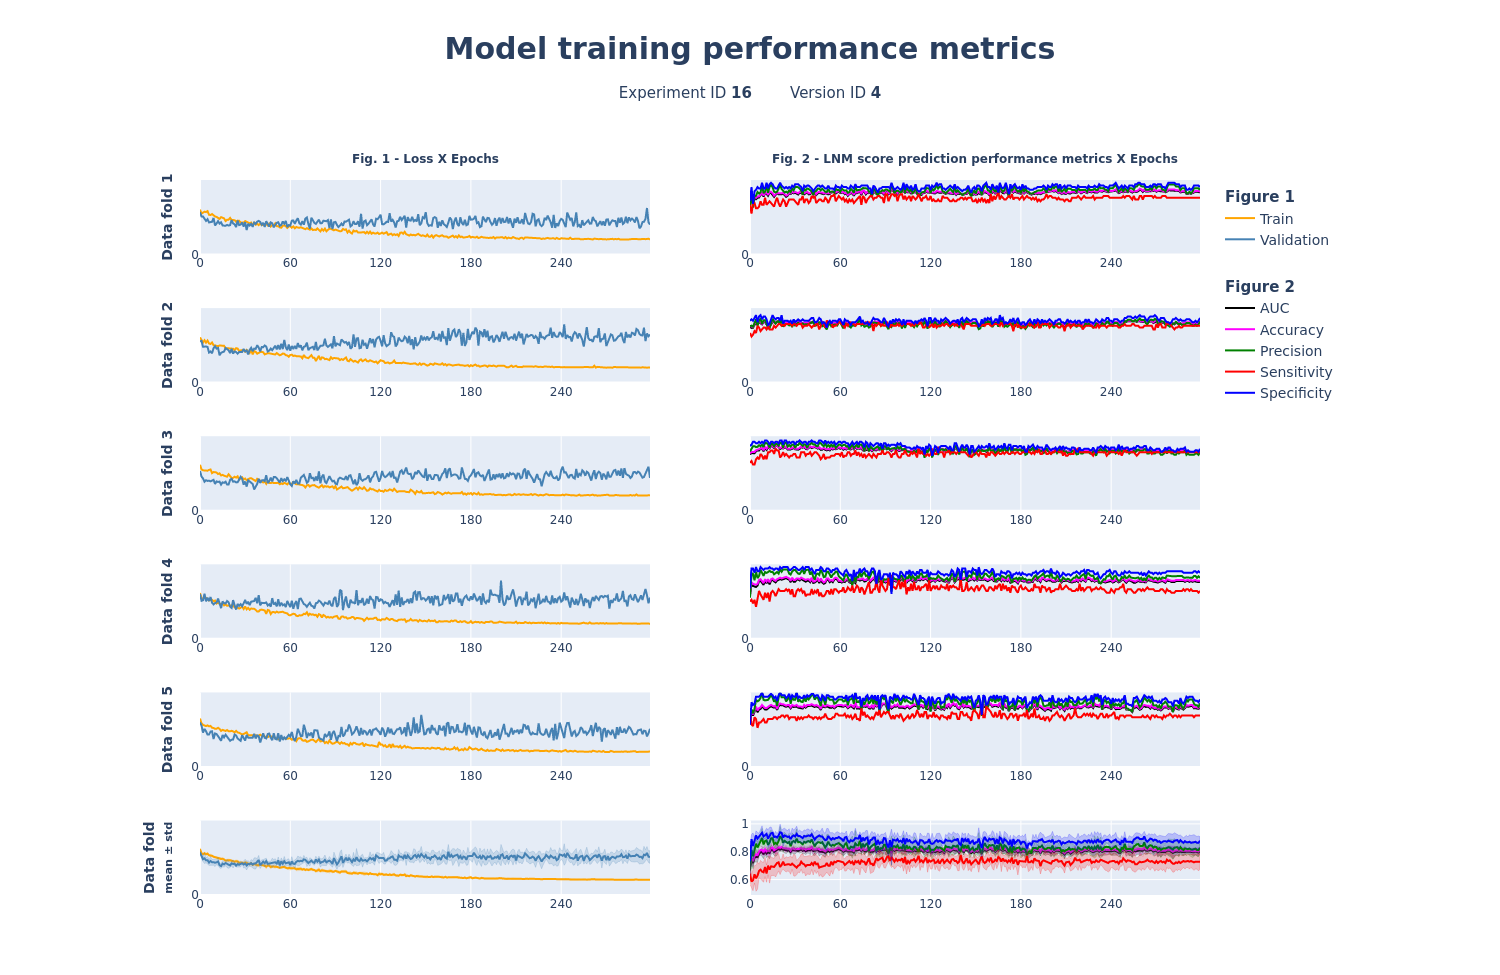 Model training performance metrics
Experiment ID 16 Version ID 4
Fig. 1 - Loss X Epochs
Fig. 2 - LNM score prediction performance metrics X Epochs
Data fold 1
0
0 60 120 180 240
0
0 60 120 180 240
Data fold 2
0
0 60 120 180 240
0
0 60 120 180 240
Data fold 3
0
0 60 120 180 240
0
0 60 120 180 240
Data fold 4
0
0 60 120 180 240
0
0 60 120 180 240
Data fold 5
0
0 60 120 180 240
0
0 60 120 180 240
Data fold
mean ± std
0
0 60 120 180 240
1
0.8
0.6
0 60 120 180 240
Figure 1
Train
Validation
Figure 2
AUC
Accuracy
Precision
Sensitivity
Specificity